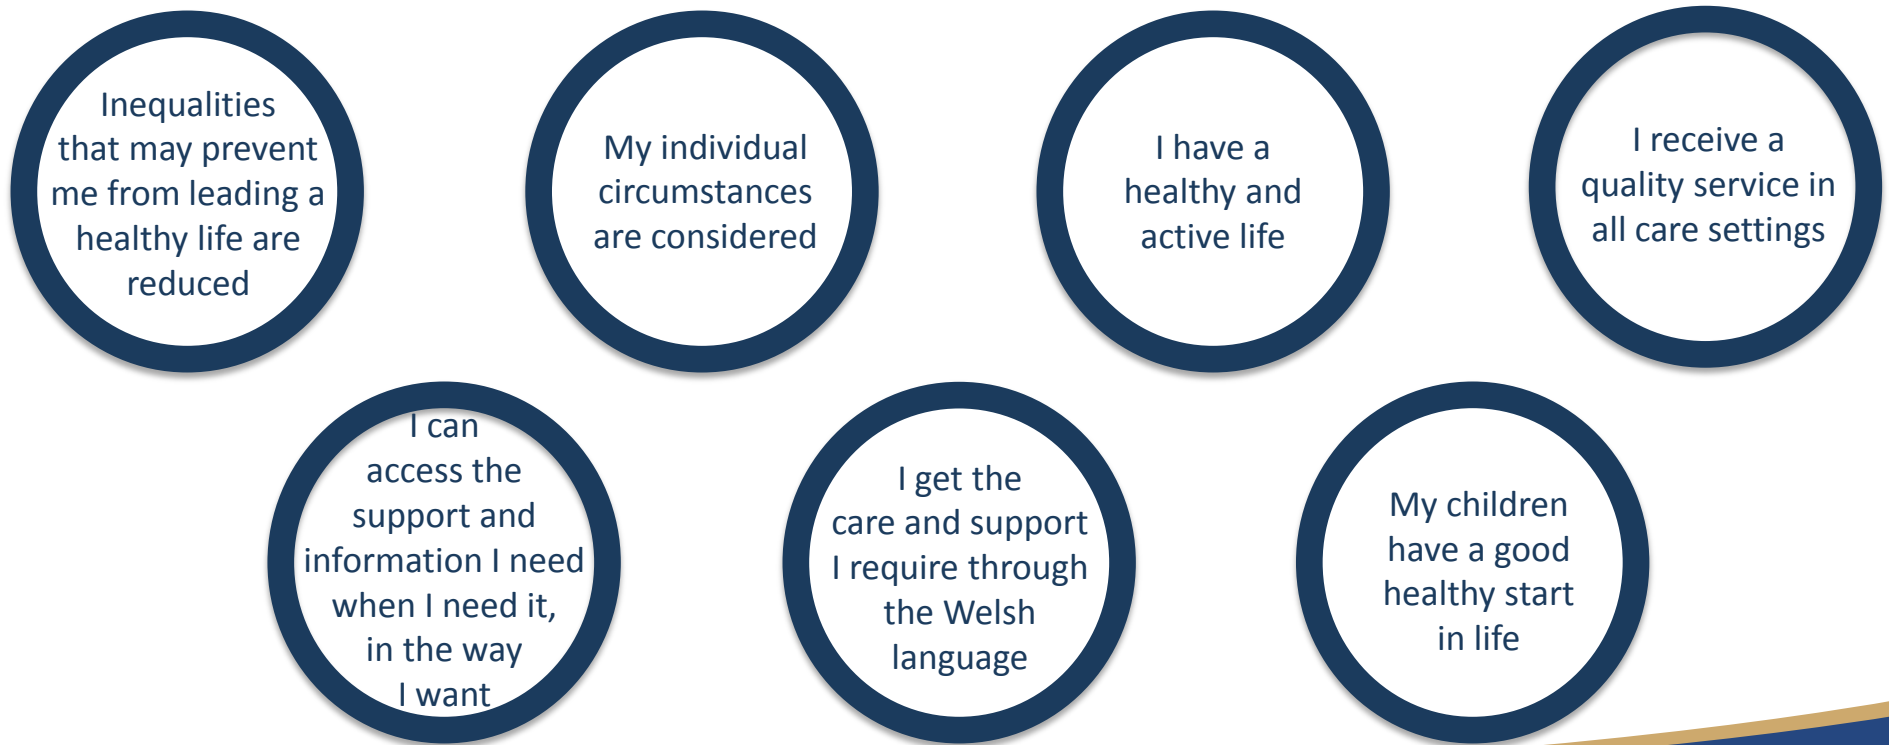 Inequalities
that may prevent
me from leading a
healthy life are
reduced
My individual
circumstances
are considered
I have a
healthy and
active life
I receive a
quality service in
all care settings
I can
access the
support and
information I need
when I need it,
in the way
I want
I get the
care and support
I require through
the Welsh
language
My children
have a good
healthy start
in life